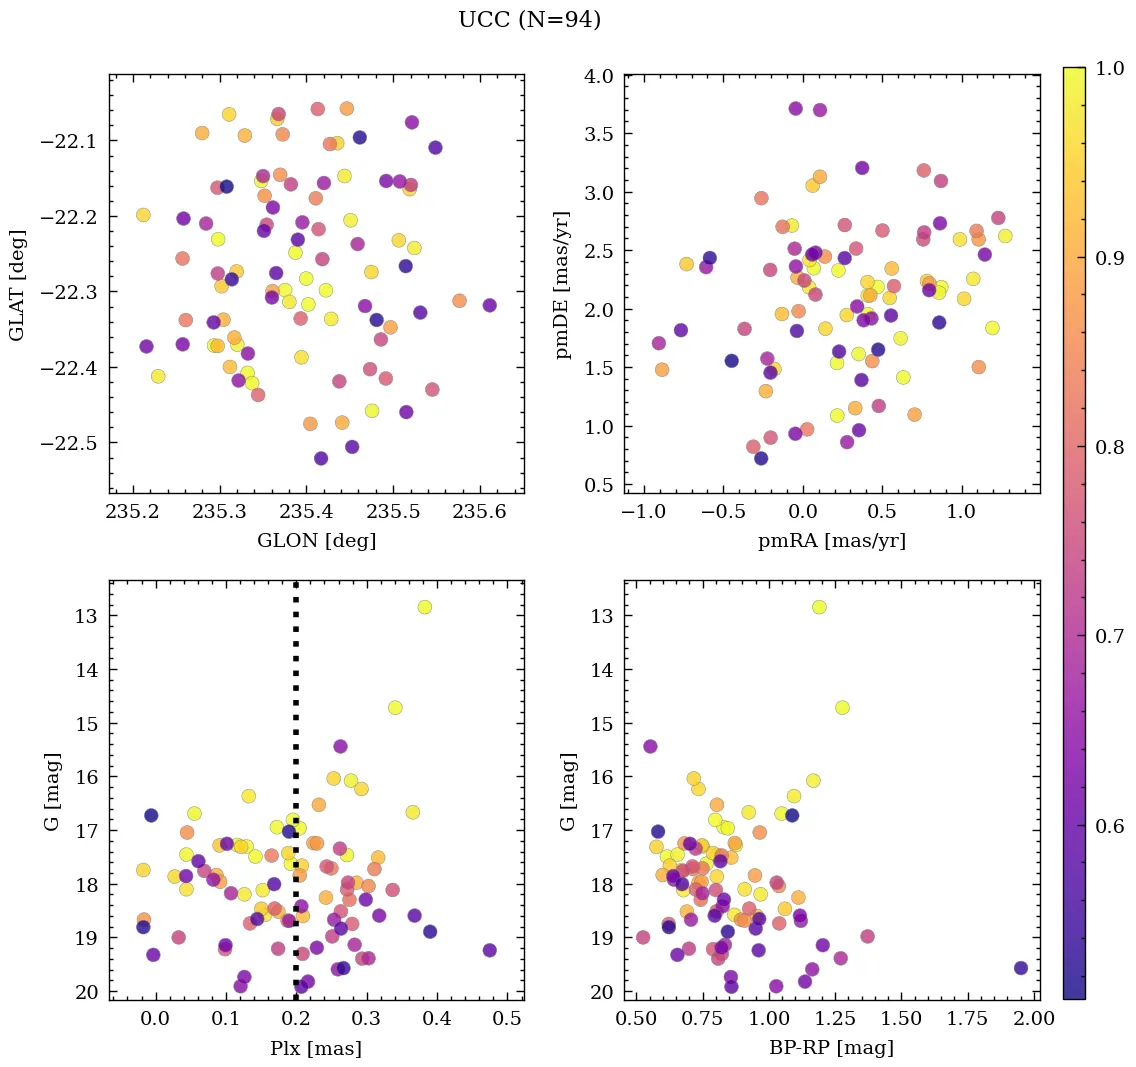 UCC (N=94)
−22.1
−22.2
−22.3
−22.4
−22.5
GLAT [deg]
235.2 235.3 235.4 235.5 235.6
GLON [deg]
4.0
3.5
3.0
2.5
2.0
1.5
1.0
0.5
pmDE [mas/yr]
−1.0 −0.5 0.0 0.5 1.0
pmRA [mas/yr]
13
14
15
16
17
18
19
20
G [mag]
0.0 0.1 0.2 0.3 0.4 0.5
Plx [mas]
13
14
15
16
17
18
19
20
G [mag]
0.50 0.75 1.00 1.25 1.50 1.75 2.00
BP-RP [mag]
1.0
0.9
0.8
0.7
0.6